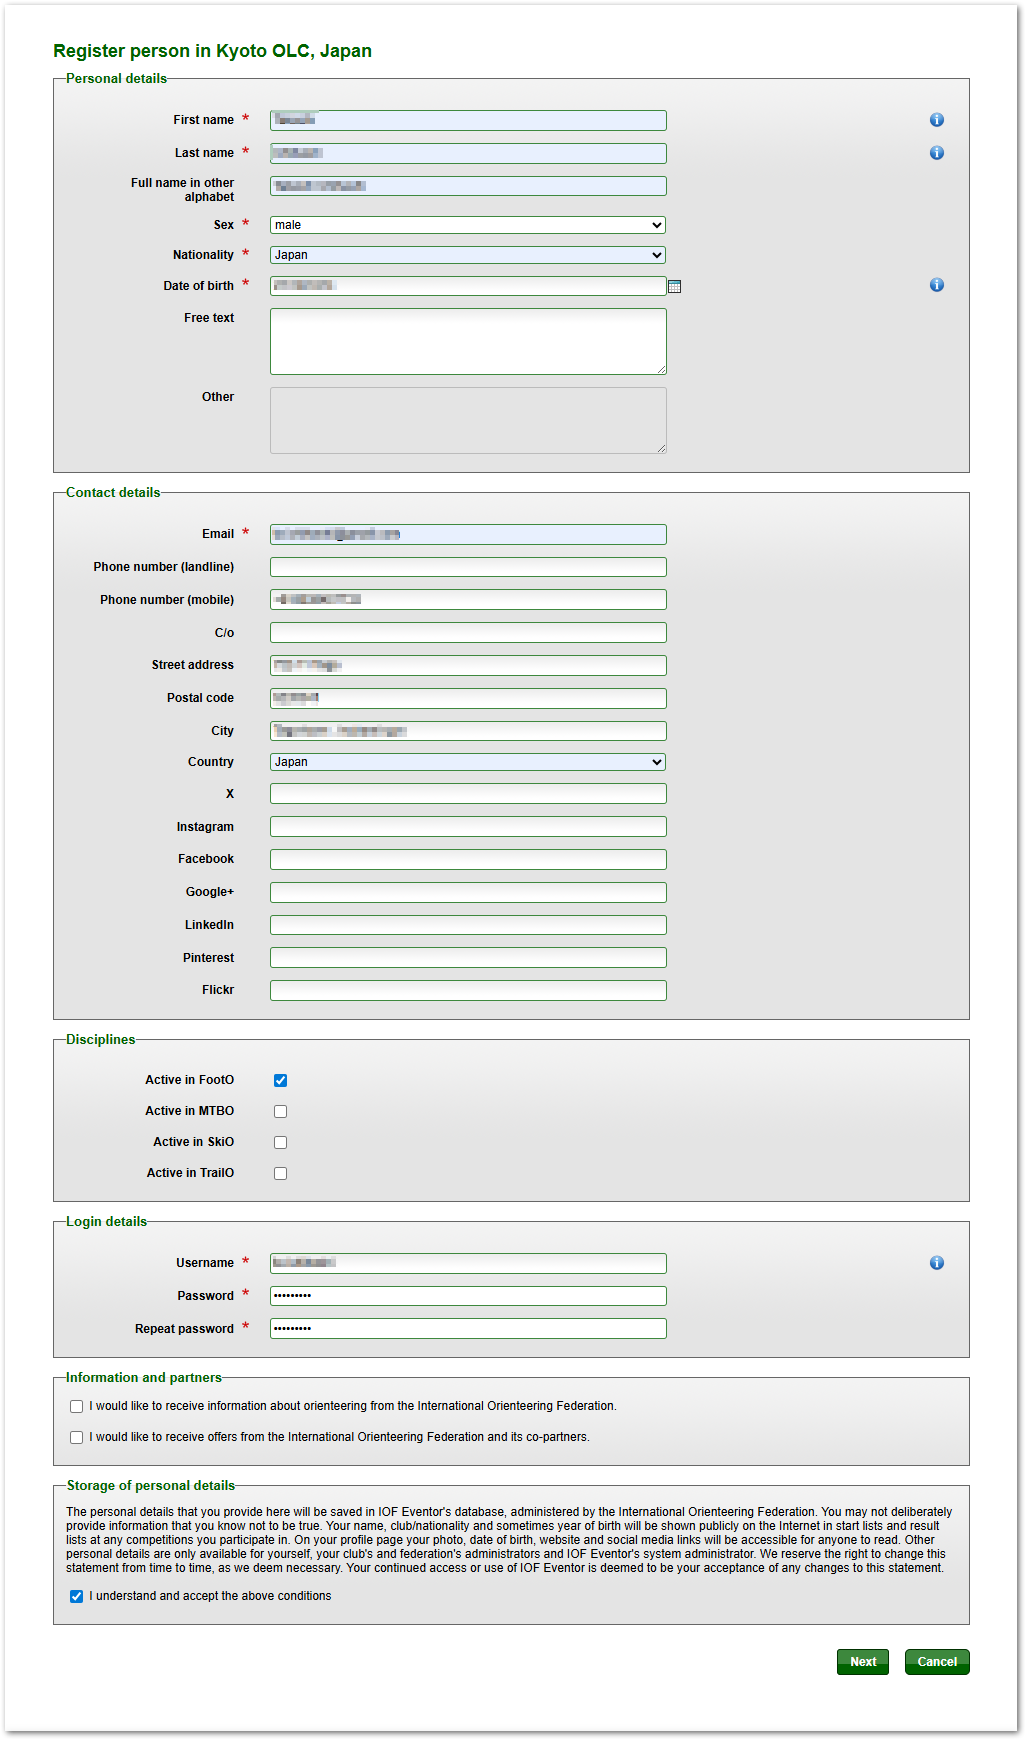 Register person in Kyoto OLC, Japan
Personal details
First name *
Last name *
Full name in other
alphabet
Sex * male
Nationality * Japan
Date of birth *
Free text
Other
Contact details
Email *
Phone number (landline)
Phone number (mobile)
C/o
Street address
Postal code
City
Country Japan
X
Instagram
Facebook
Google+
LinkedIn
Pinterest
Flickr
Disciplines
Active in FootO
Active in MTBO
Active in SkiO
Active in TrailO
Login details
Username *
Password * •••••••••
Repeat password * •••••••••
Information and partners
I would like to receive information about orienteering from the International Orienteering Federation.
I would like to receive offers from the International Orienteering Federation and its co-partners.
Storage of personal details
The personal details that you provide here will be saved in IOF Eventor's database, administered by the International Orienteering Federation. You may not deliberately
provide information that you know not to be true. Your name, club/nationality and sometimes year of birth will be shown publicly on the Internet in start lists and result
lists at any competitions you participate in. On your profile page your photo, date of birth, website and social media links will be accessible for anyone to read. Other
personal details are only available for yourself, your club's and federation's administrators and IOF Eventor's system administrator. We reserve the right to change this
statement from time to time, as we deem necessary. Your continued access or use of IOF Eventor is deemed to be your acceptance of any changes to this statement.
I understand and accept the above conditions
Next Cancel